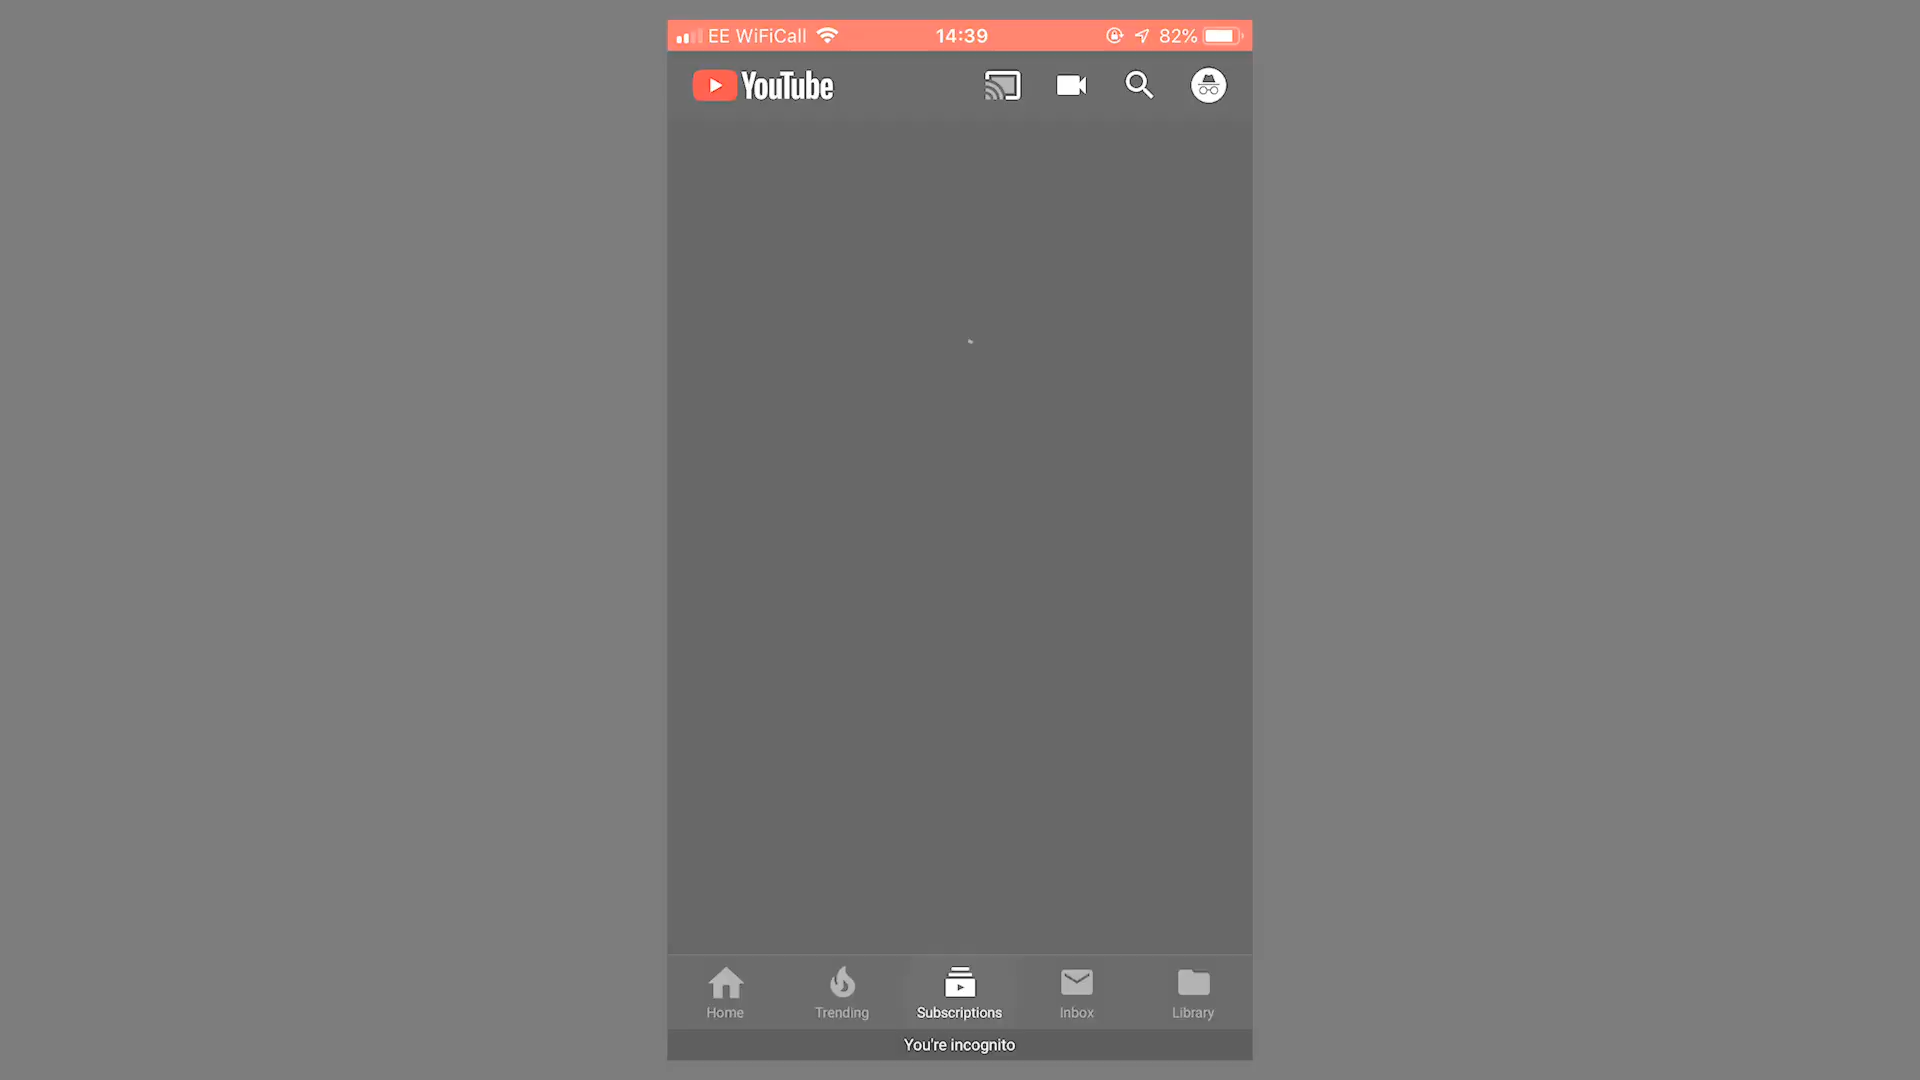 EE WiFiCall 14:39 82%
YouTube
Home Trending Subscriptions Inbox Library
You're incognito